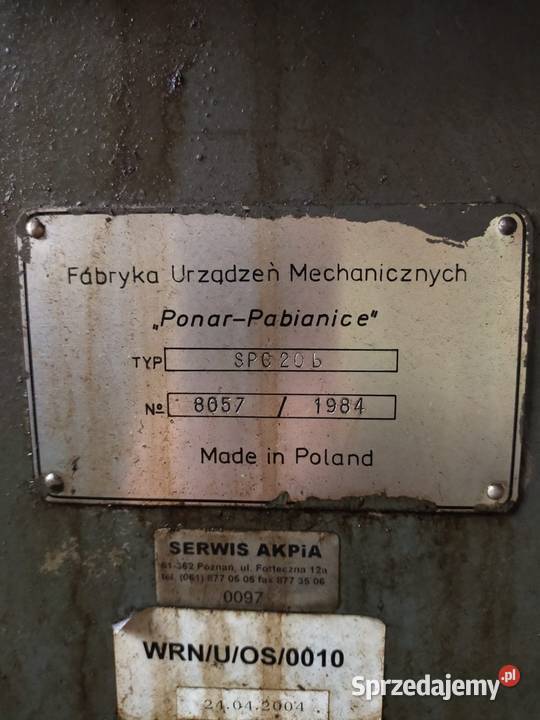 Fabryka Urządzeń Mechanicznych
„Ponar-Pabianice"
TYP SPC 20 b
Nº 8057 / 1984
Made in Poland
SERWIS AKPiA
61-362 Poznań, ul. Forteczna 12a
tel. (061) 877 05 05 fax 877 35 06
0097
WRN/U/OS/0010
24.04.2004
Sprzedajemy.pl